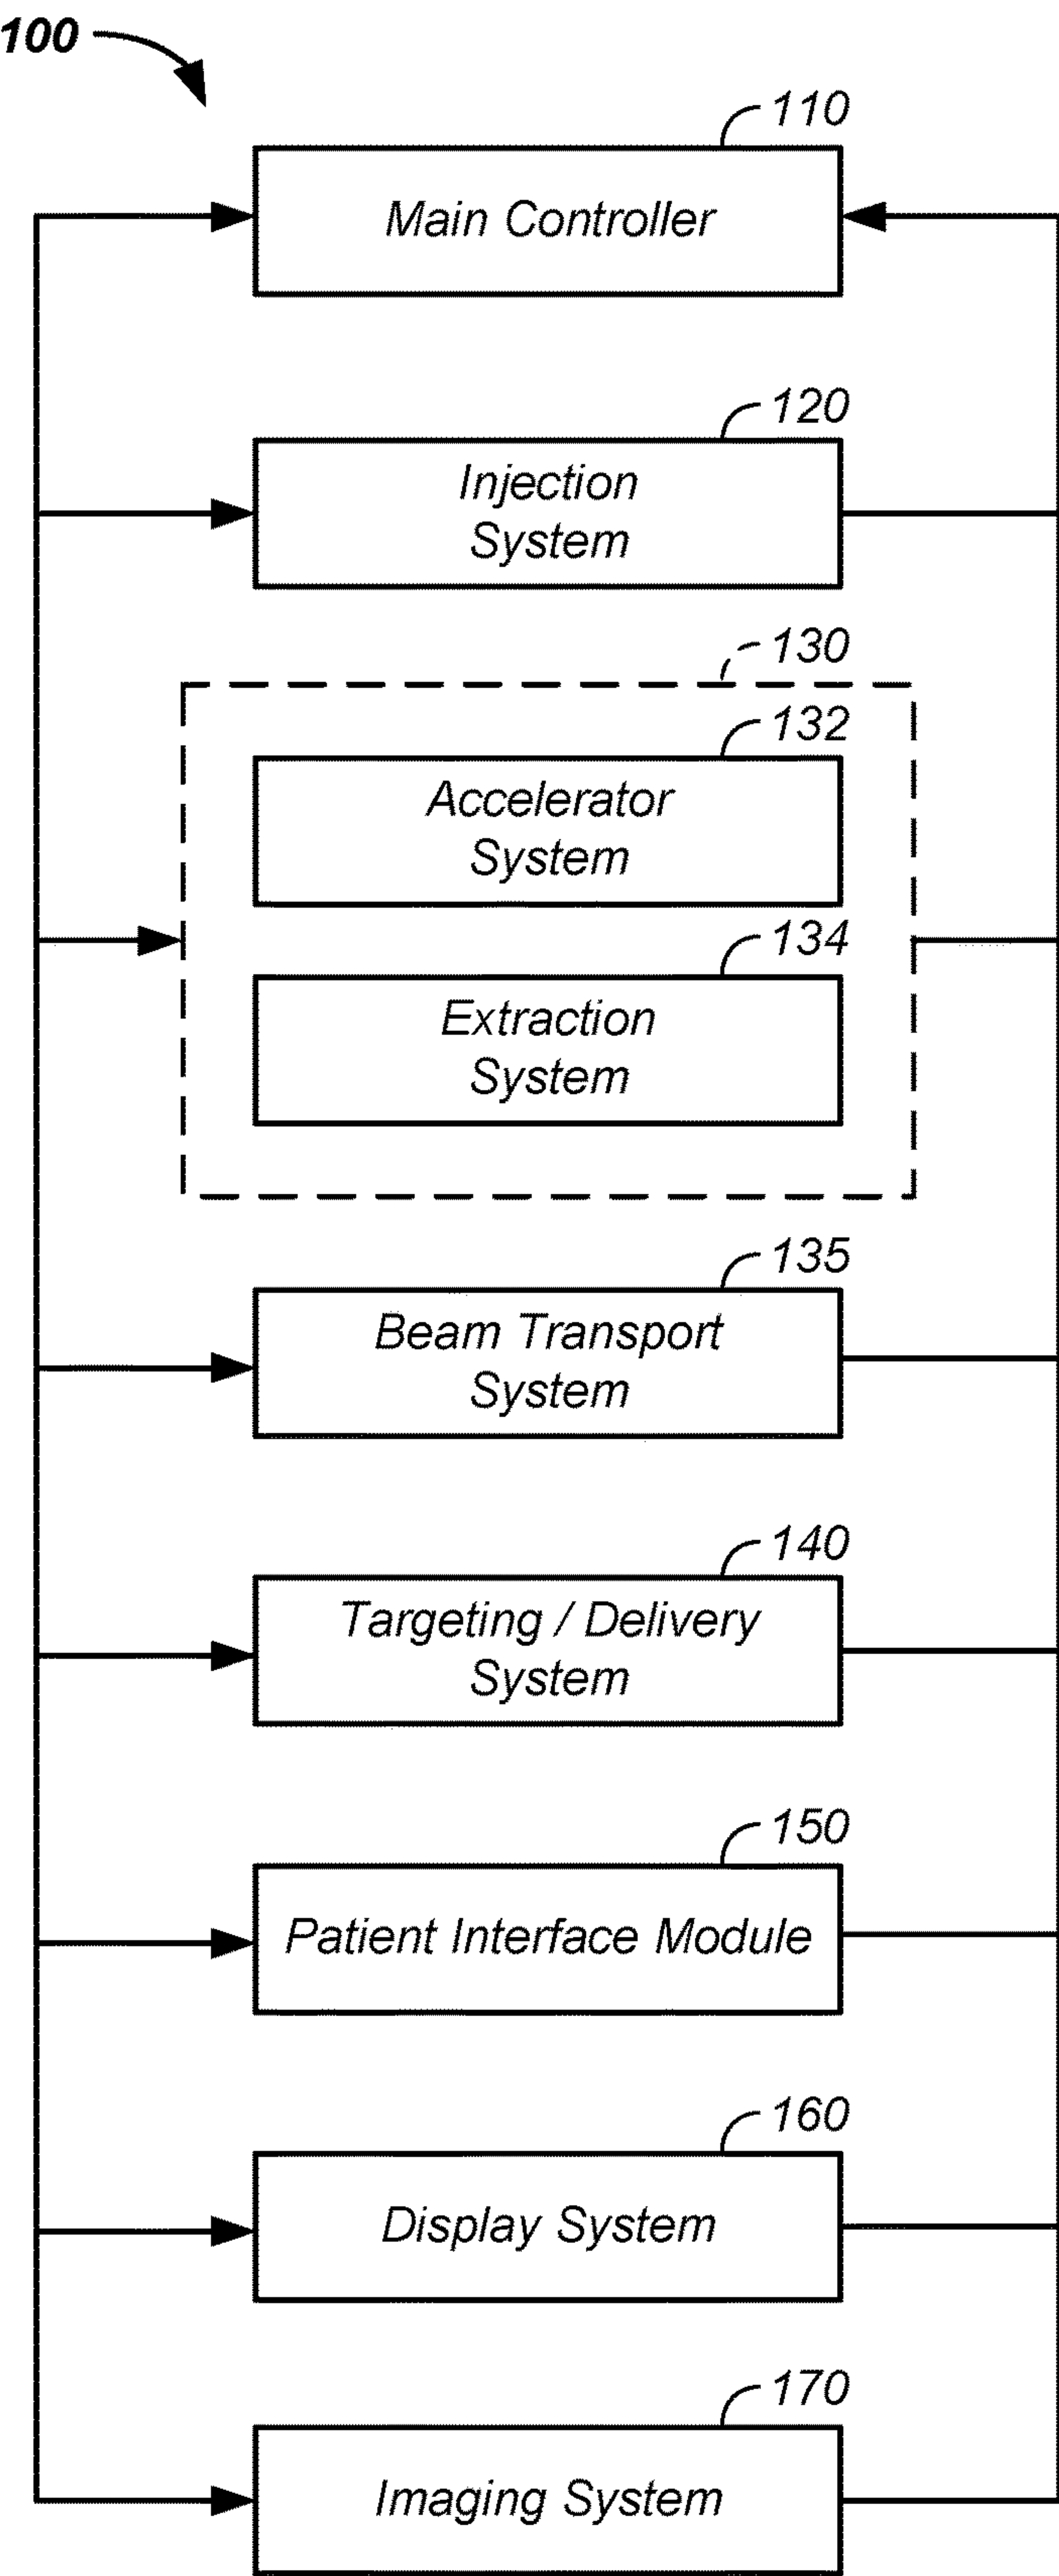 100
110
Main Controller
120
Injection
System
130
132
Accelerator
System
134
Extraction
System
135
Beam Transport
System
140
Targeting / Delivery
System
150
Patient Interface Module
160
Display System
170
Imaging System